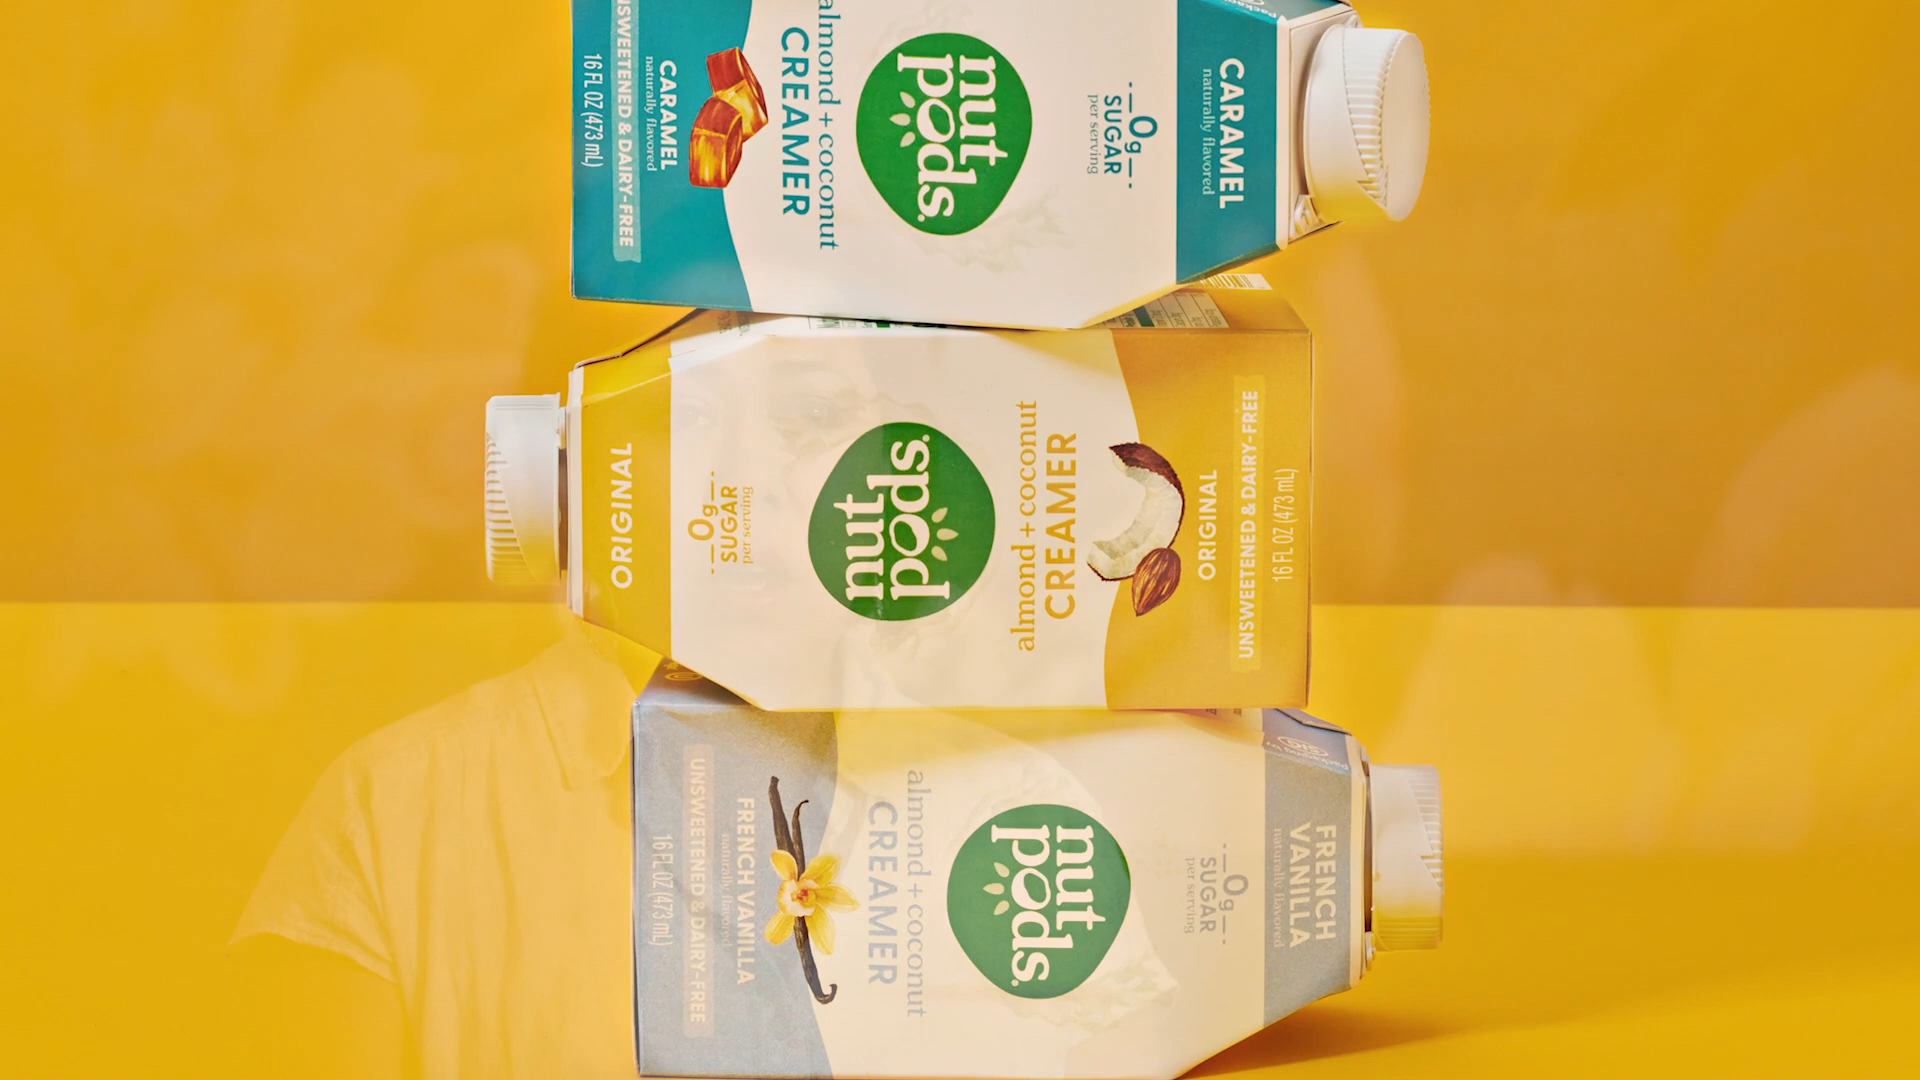 CARAMEL
naturally flavored
0g
SUGAR
per serving
nut
pods.
almond + coconut
CREAMER
CARAMEL
naturally flavored
UNSWEETENED & DAIRY-FREE
16 FL OZ (473 mL)
ORIGINAL
0g
SUGAR
per serving
nut
pods.
almond + coconut
CREAMER
ORIGINAL
UNSWEETENED & DAIRY-FREE
16 FL OZ (473 mL)
FRENCH
VANILLA
naturally flavored
0g
SUGAR
per serving
nut
pods.
almond + coconut
CREAMER
FRENCH VANILLA
naturally flavored
UNSWEETENED & DAIRY-FREE
16 FL OZ (473 mL)
Packaging by
SIG